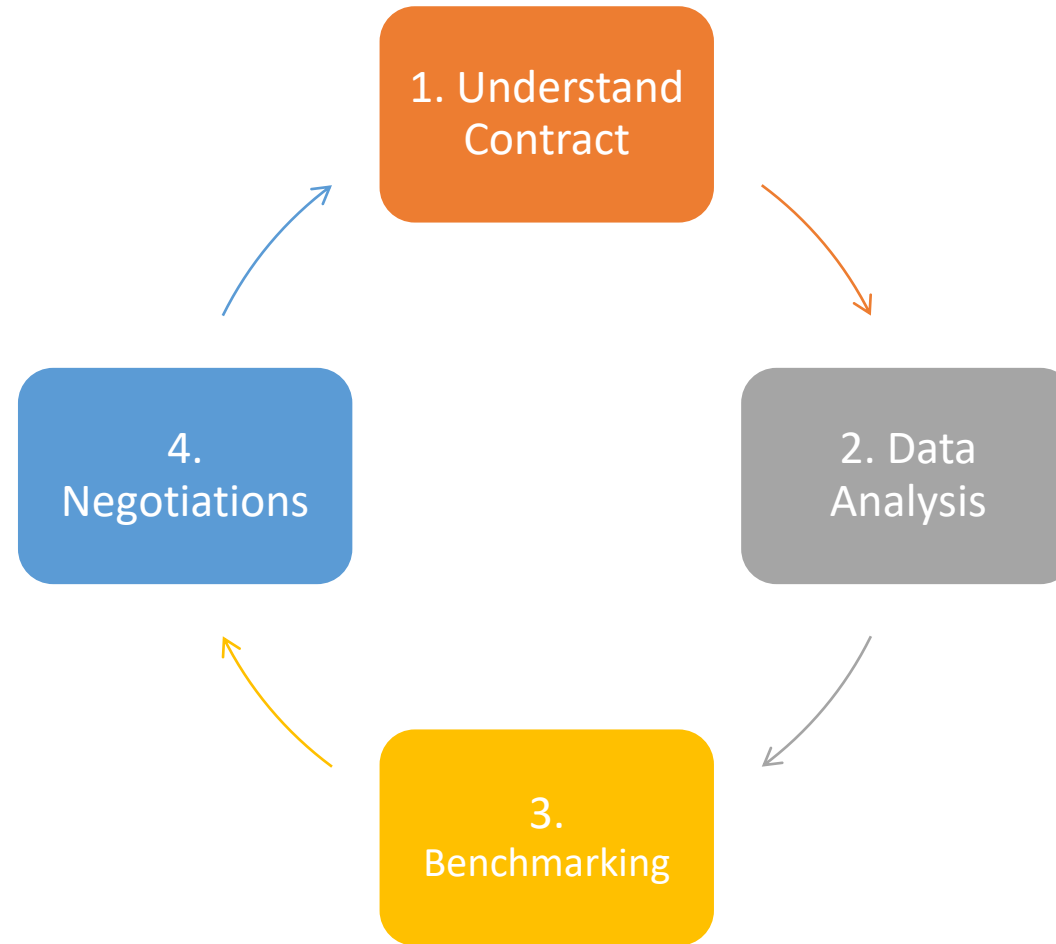 1. Understand
Contract
2. Data
Analysis
3.
Benchmarking
4.
Negotiations